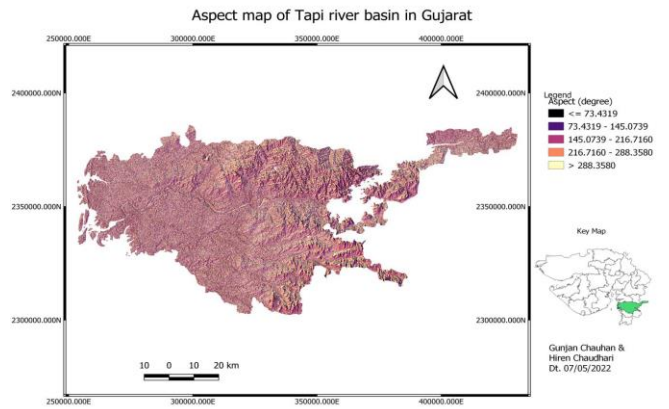 Aspect map of Tapi river basin in Gujarat
250000.000E 300000.000E 350000.000E 400000.000E
2400000.000N 2400000.000N
2350000.000N 2350000.000N
2300000.000N 2300000.000N
250000.000E 300000.000E 350000.000E 400000.000E
10 0 10 20 km
Legend
Aspect (degree)
<= 73.4319
73.4319 - 145.0739
145.0739 - 216.7160
216.7160 - 288.3580
> 288.3580
Key Map
Gunjan Chauhan &
Hiren Chaudhari
Dt. 07/05/2022